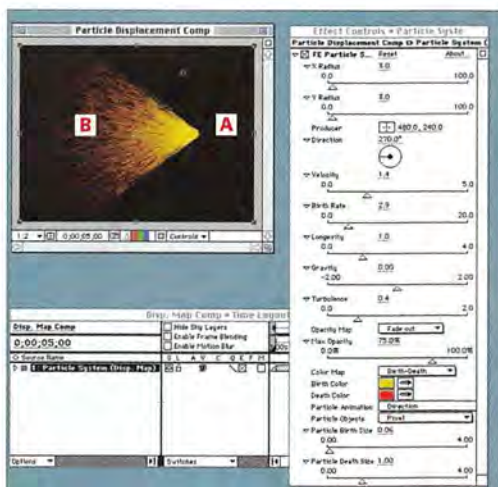 Particle Displacement Comp
B
A
1:2
0;00;05;00
Controls
Effect Controls • Particle Syste
Particle Displacement Comp • Particle System (
FE Particle S... Reset About...
X Radius 3.0
0.0 100.0
Y Radius 3.0
0.0 100.0
Producer 480.0, 240.0
Direction 270.0°
Velocity 1.4
0.0 5.0
Birth Rate 2.9
0.0 20.0
Longevity 1.0
0.0 4.0
Gravity 0.00
-2.00 2.00
Turbulence 0.4
0.0 2.0
Opacity Map Fade out
Max Opacity 75.0%
0.0% 100.0%
Color Map Birth-Death
Birth Color
Death Color
Particle Animation Direction
Particle Objects Pixel
Particle Birth Size 0.06
0.00 4.00
Particle Death Size 1.00
0.00 4.00
Disp. Map Comp • Time Layout
Disp. Map Comp
0;00;05;00
Hide Shy Layers
Enable Frame Blending
Enable Motion Blur
Source Name
Particle System (Disp. Map)
Options
Switches